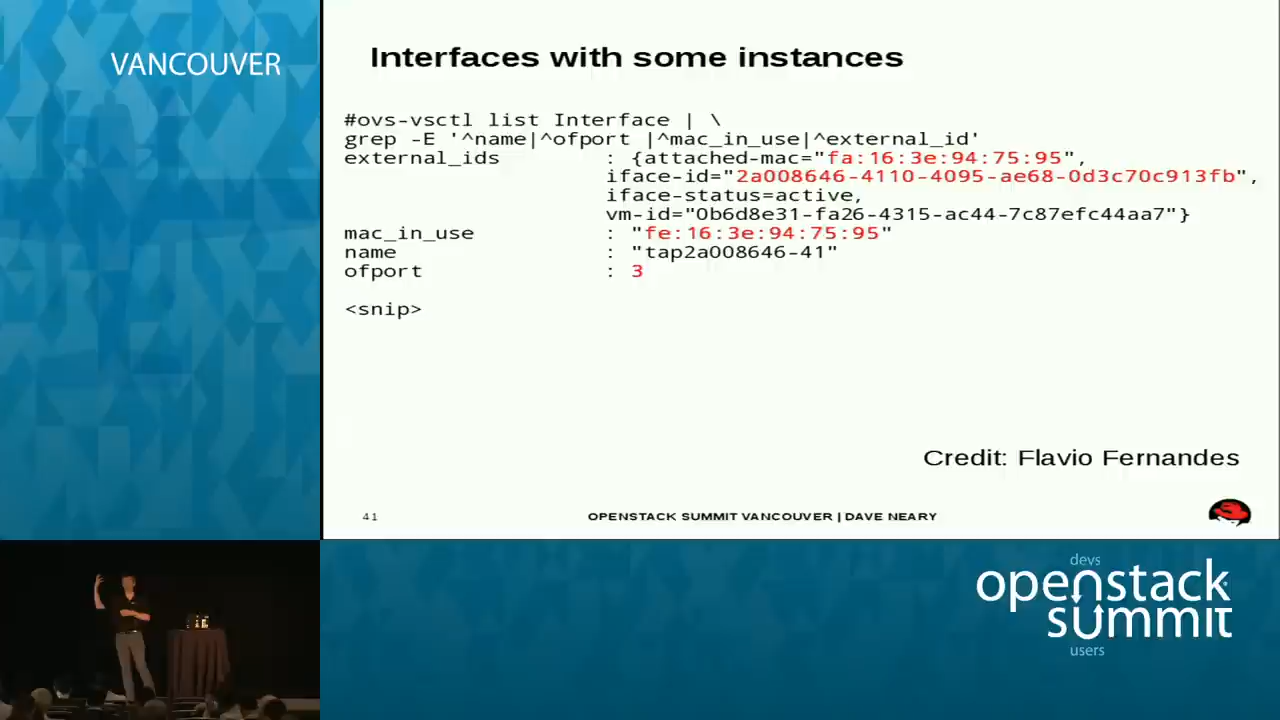 VANCOUVER
Interfaces with some instances
#ovs-vsctl list Interface | \
grep -E '^name|^ofport |^mac_in_use|^external_id'
external_ids : {attached-mac="fa:16:3e:94:75:95",
iface-id="2a008646-4110-4095-ae68-0d3c70c913fb",
iface-status=active,
vm-id="0b6d8e31-fa26-4315-ac44-7c87efc44aa7"}
mac_in_use : "fe:16:3e:94:75:95"
name : "tap2a008646-41"
ofport : 3
<snip>
Credit: Flavio Fernandes
41
OPENSTACK SUMMIT VANCOUVER | DAVE NEARY
devs
openstack
summit
users